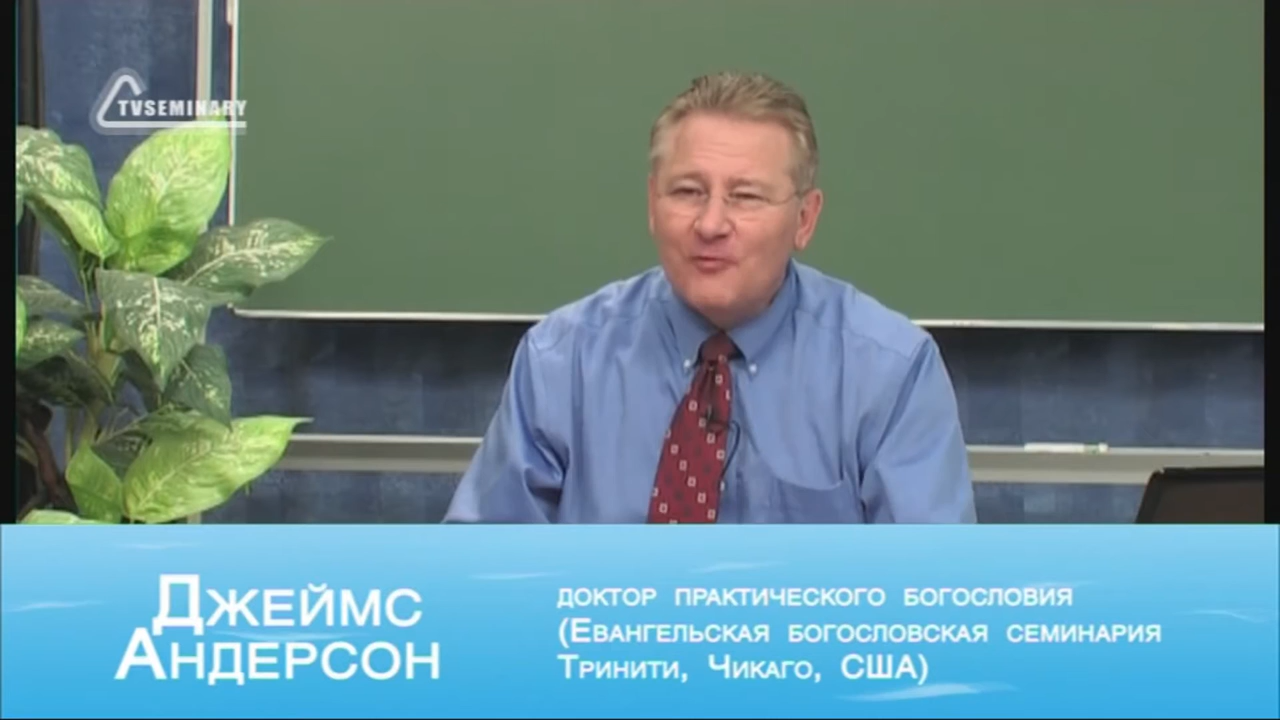 TVSEMINARY
Джеймс
Андерсон
доктор практического богословия
(Евангельская богословская семинария
Тринити, Чикаго, США)